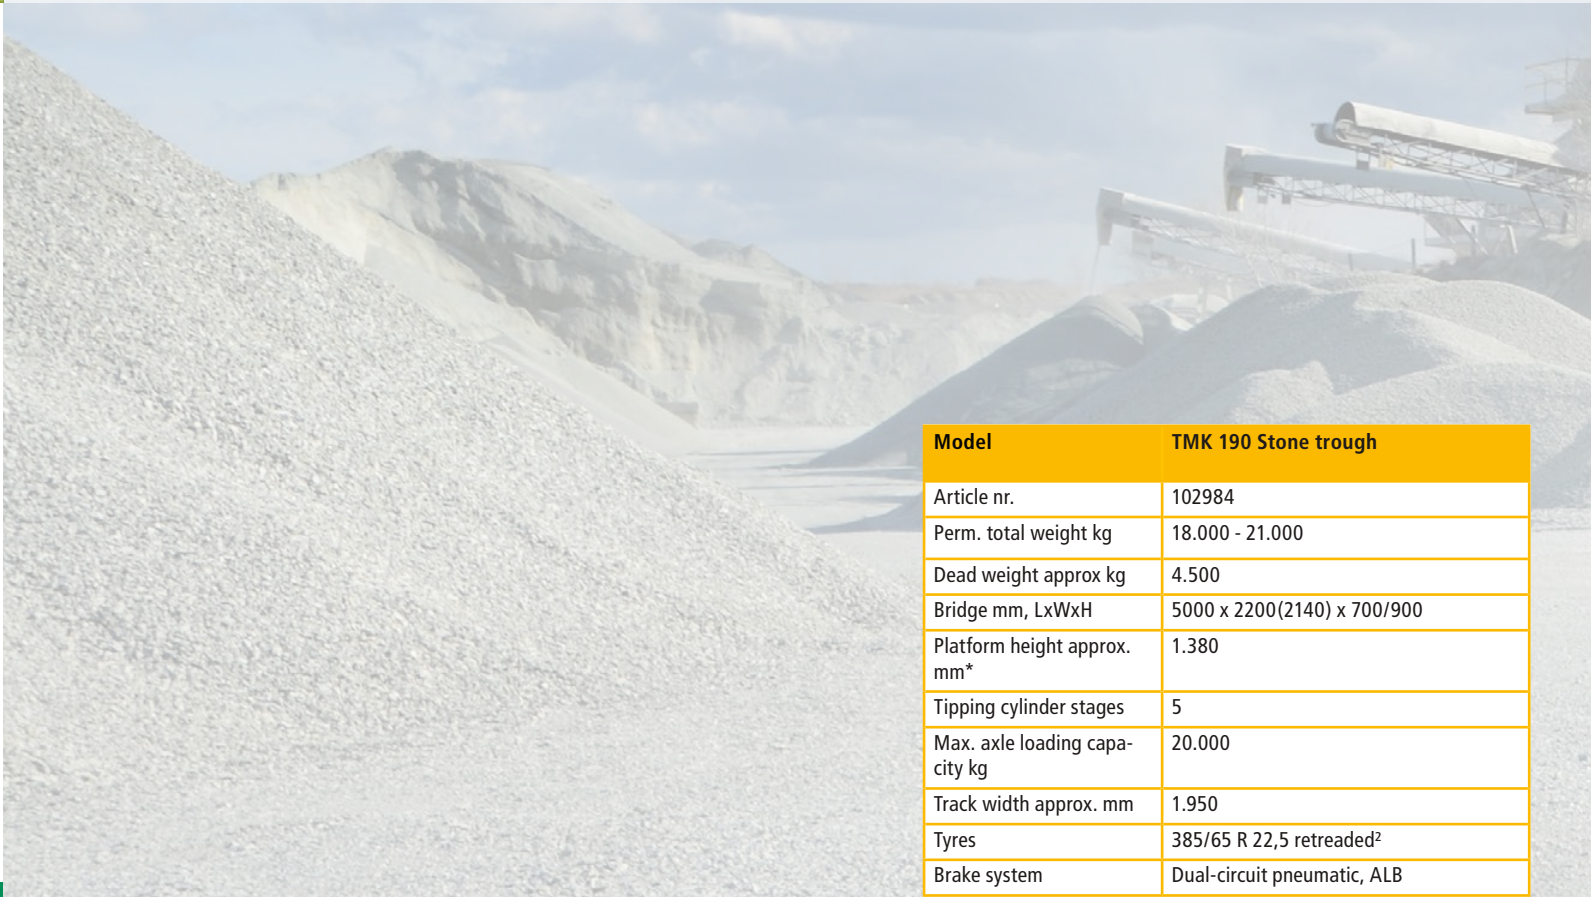 Model TMK 190 Stone trough
Article nr. 102984
Perm. total weight kg 18.000 - 21.000
Dead weight approx kg 4.500
Bridge mm, LxWxH 5000 x 2200(2140) x 700/900
Platform height approx. 1.380
mm*
Tipping cylinder stages 5
Max. axle loading capa- 20.000
city kg
Track width approx. mm 1.950
Tyres 385/65 R 22,5 retreaded²
Brake system Dual-circuit pneumatic, ALB